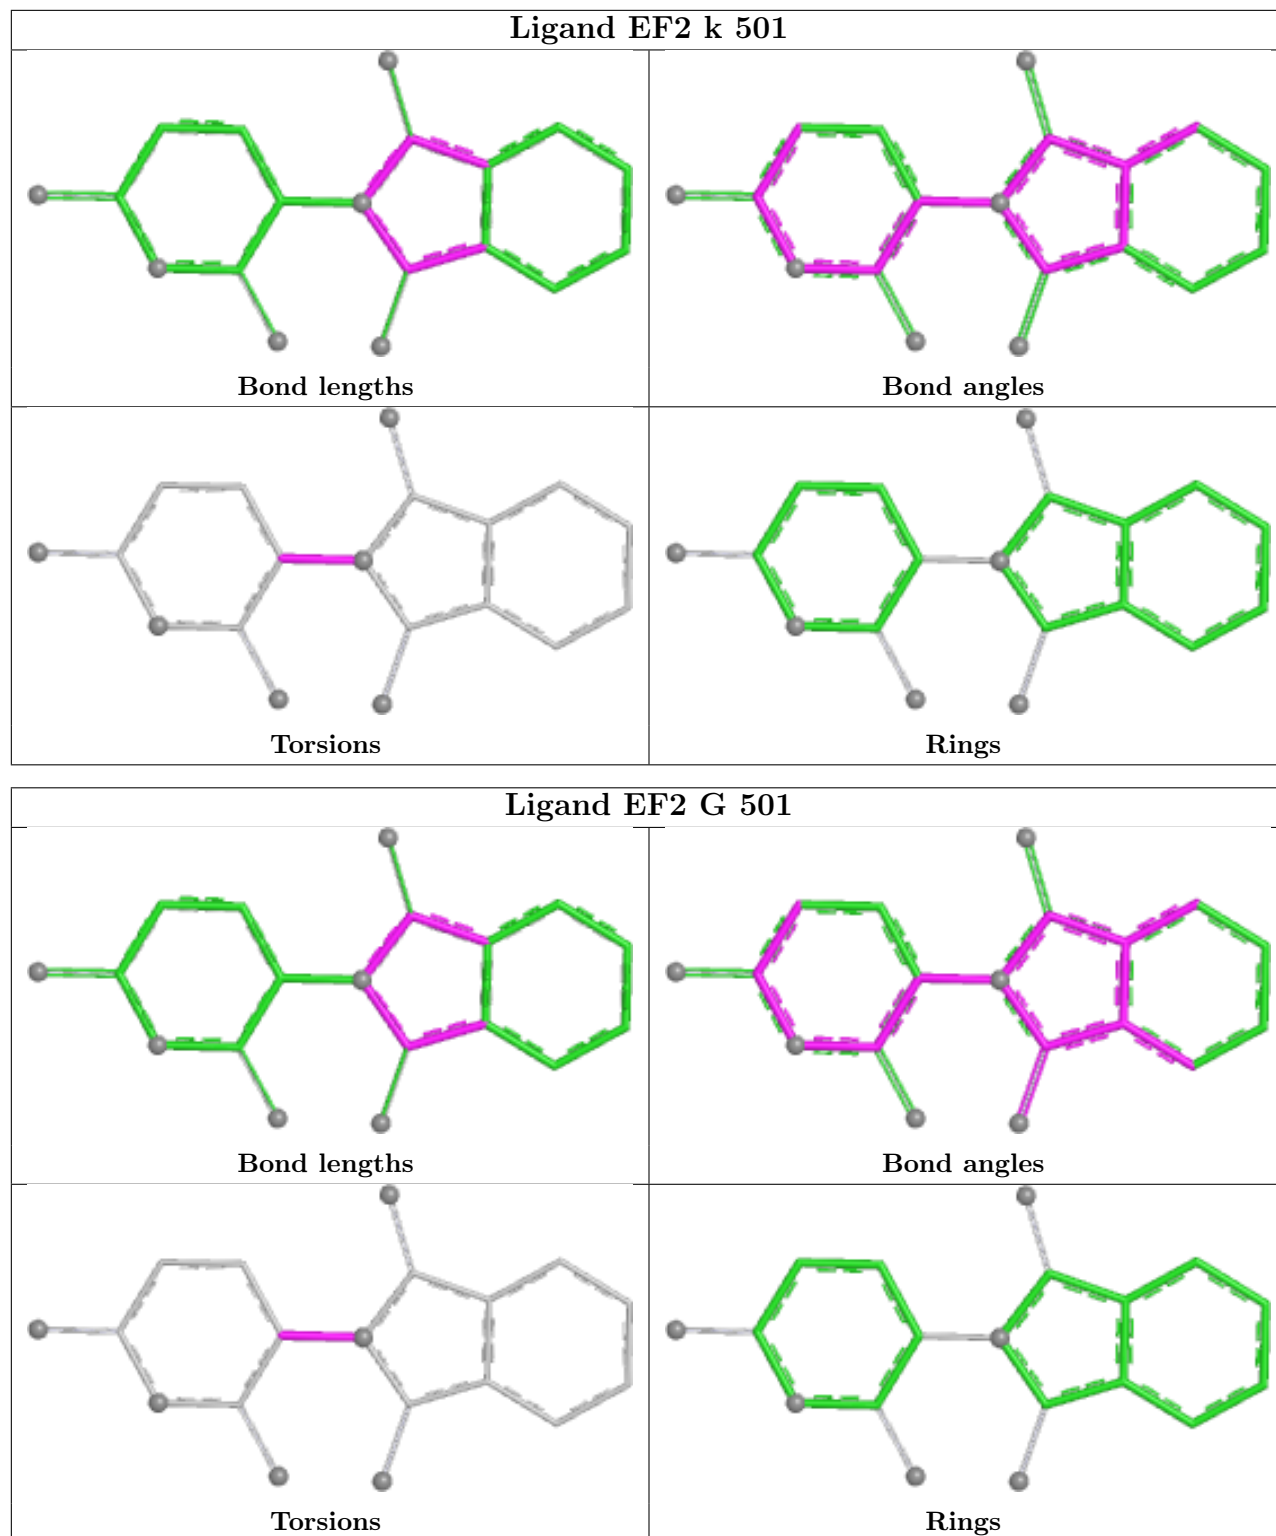 Ligand EF2 k 501
Bond lengths
Bond angles
Torsions
Rings
Ligand EF2 G 501
Bond lengths
Bond angles
Torsions
Rings